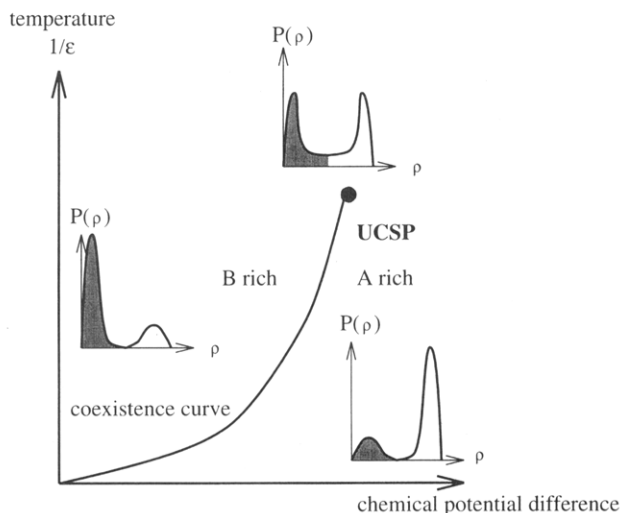 temperature
1/ε
P(ρ)
ρ
P(ρ)
ρ
UCSP
B rich
A rich
P(ρ)
ρ
coexistence curve
chemical potential difference